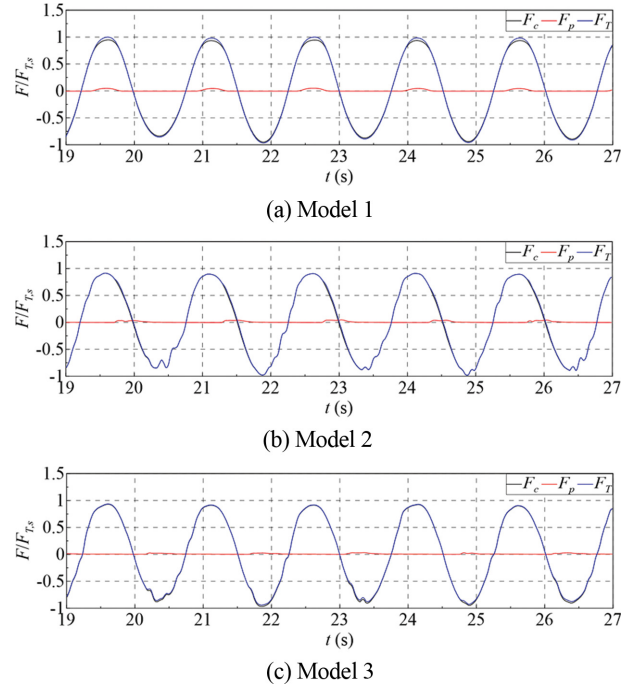 1.5
F_c F_p F_T
1
0.5
0
-0.5
-1
F/F_{T,s}
19 20 21 22 23 24 25 26 27
t (s)
(a) Model 1
1.5
F_c F_p F_T
1
0.5
0
-0.5
-1
F/F_{T,s}
19 20 21 22 23 24 25 26 27
t (s)
(b) Model 2
1.5
F_c F_p F_T
1
0.5
0
-0.5
-1
F/F_{T,s}
19 20 21 22 23 24 25 26 27
t (s)
(c) Model 3